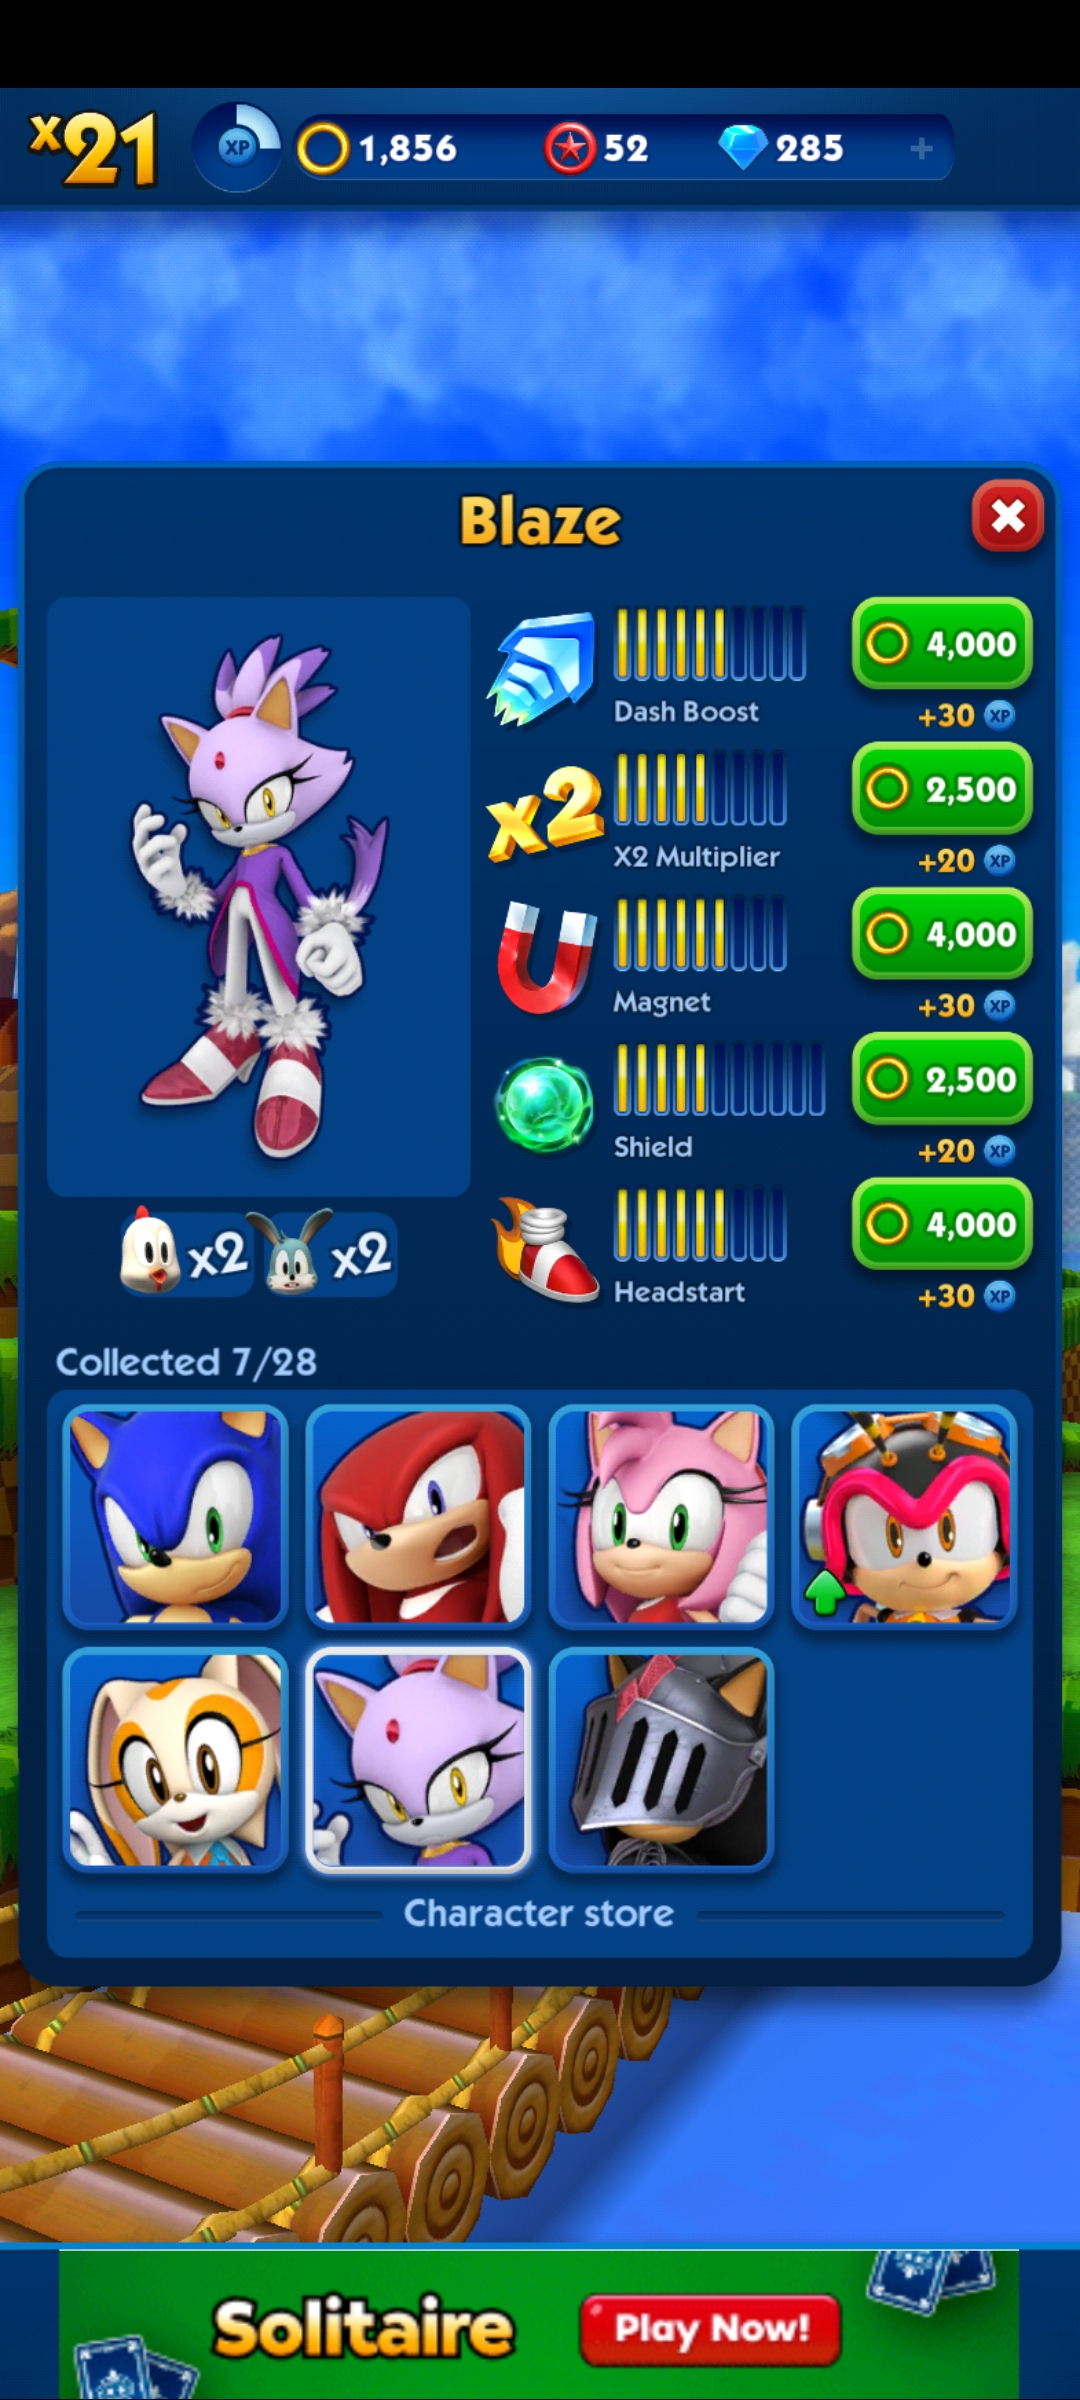 x21
XP
1,856
52
285
+
Blaze
4,000
Dash Boost
+30 XP
x2
2,500
X2 Multiplier
+20 XP
4,000
Magnet
+30 XP
2,500
Shield
+20 XP
4,000
Headstart
+30 XP
x2 x2
Collected 7/28
Character store
Solitaire
Play Now!